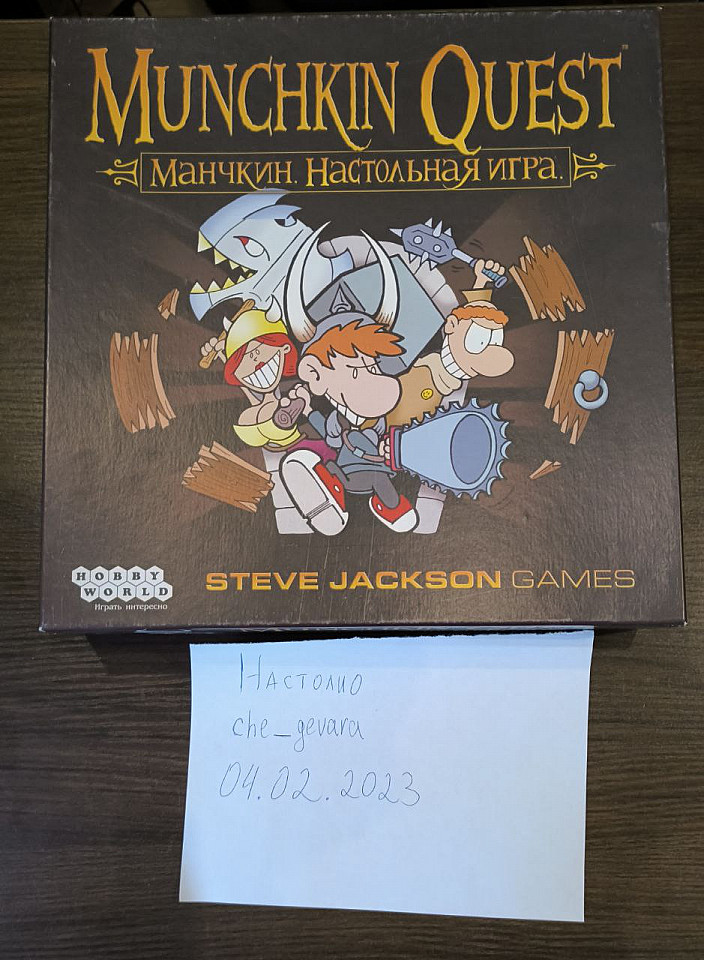 MUNCHKIN QUEST
МАНЧКИН. НАСТОЛЬНАЯ ИГРА.
HOBBY
WORLD
Играть интересно
STEVE JACKSON GAMES
Настолио
che_gevara
04.02.2023